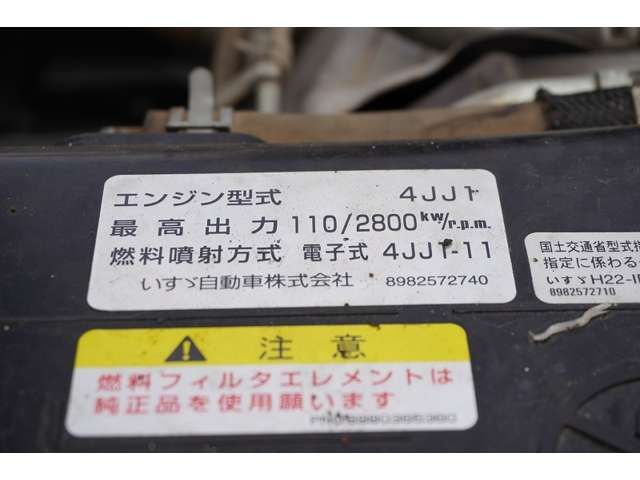 エンジン型式 4JJ1
最高出力 110/2800 kw/r.p.m.
燃料噴射方式 電子式 4JJ1-11
いすゞ自動車株式会社 8982572740
国土交通省型式指
指定に係わる
いすゞH22-
8982572710
注意
燃料フィルタエレメントは
純正品を使用願います